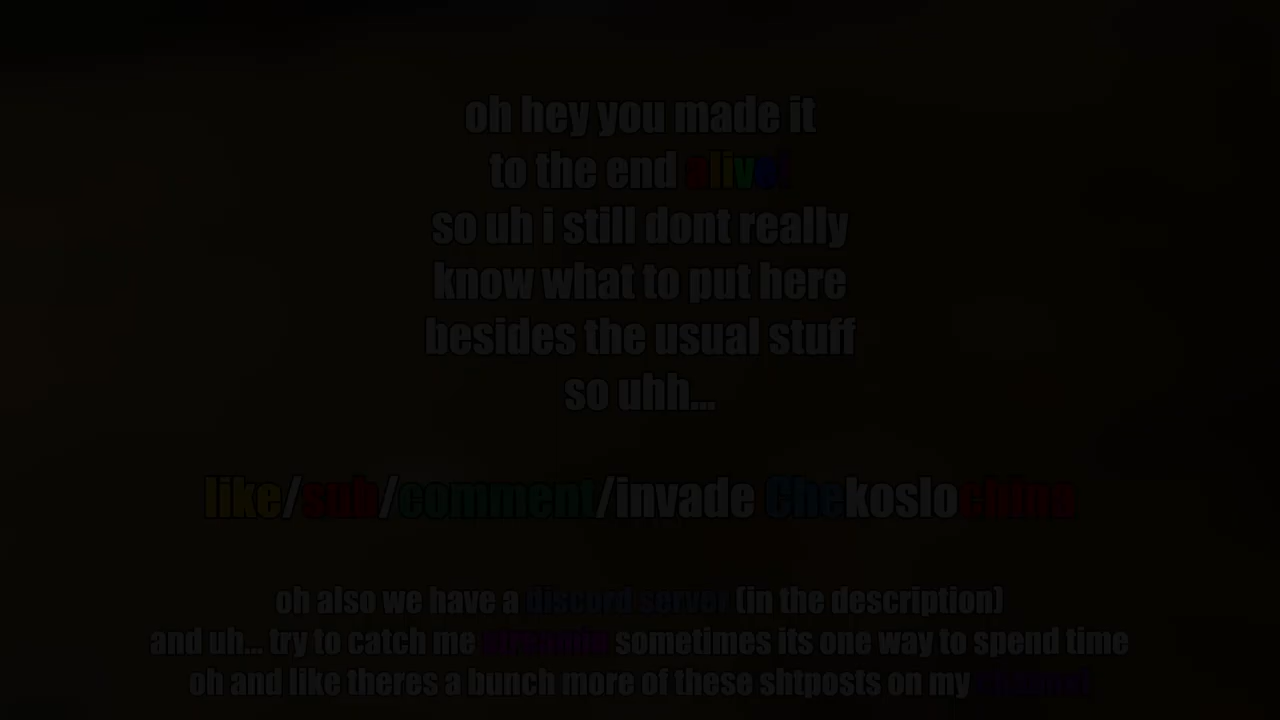 oh hey you made it
to the end alive!
so uh i still dont really
know what to put here
besides the usual stuff
so uhh...
like/sub/comment/invade Chekoslochina
oh also we have a discord server (in the description)
and uh... try to catch me streamin sometimes its one way to spend time
oh and like theres a bunch more of these shtposts on my